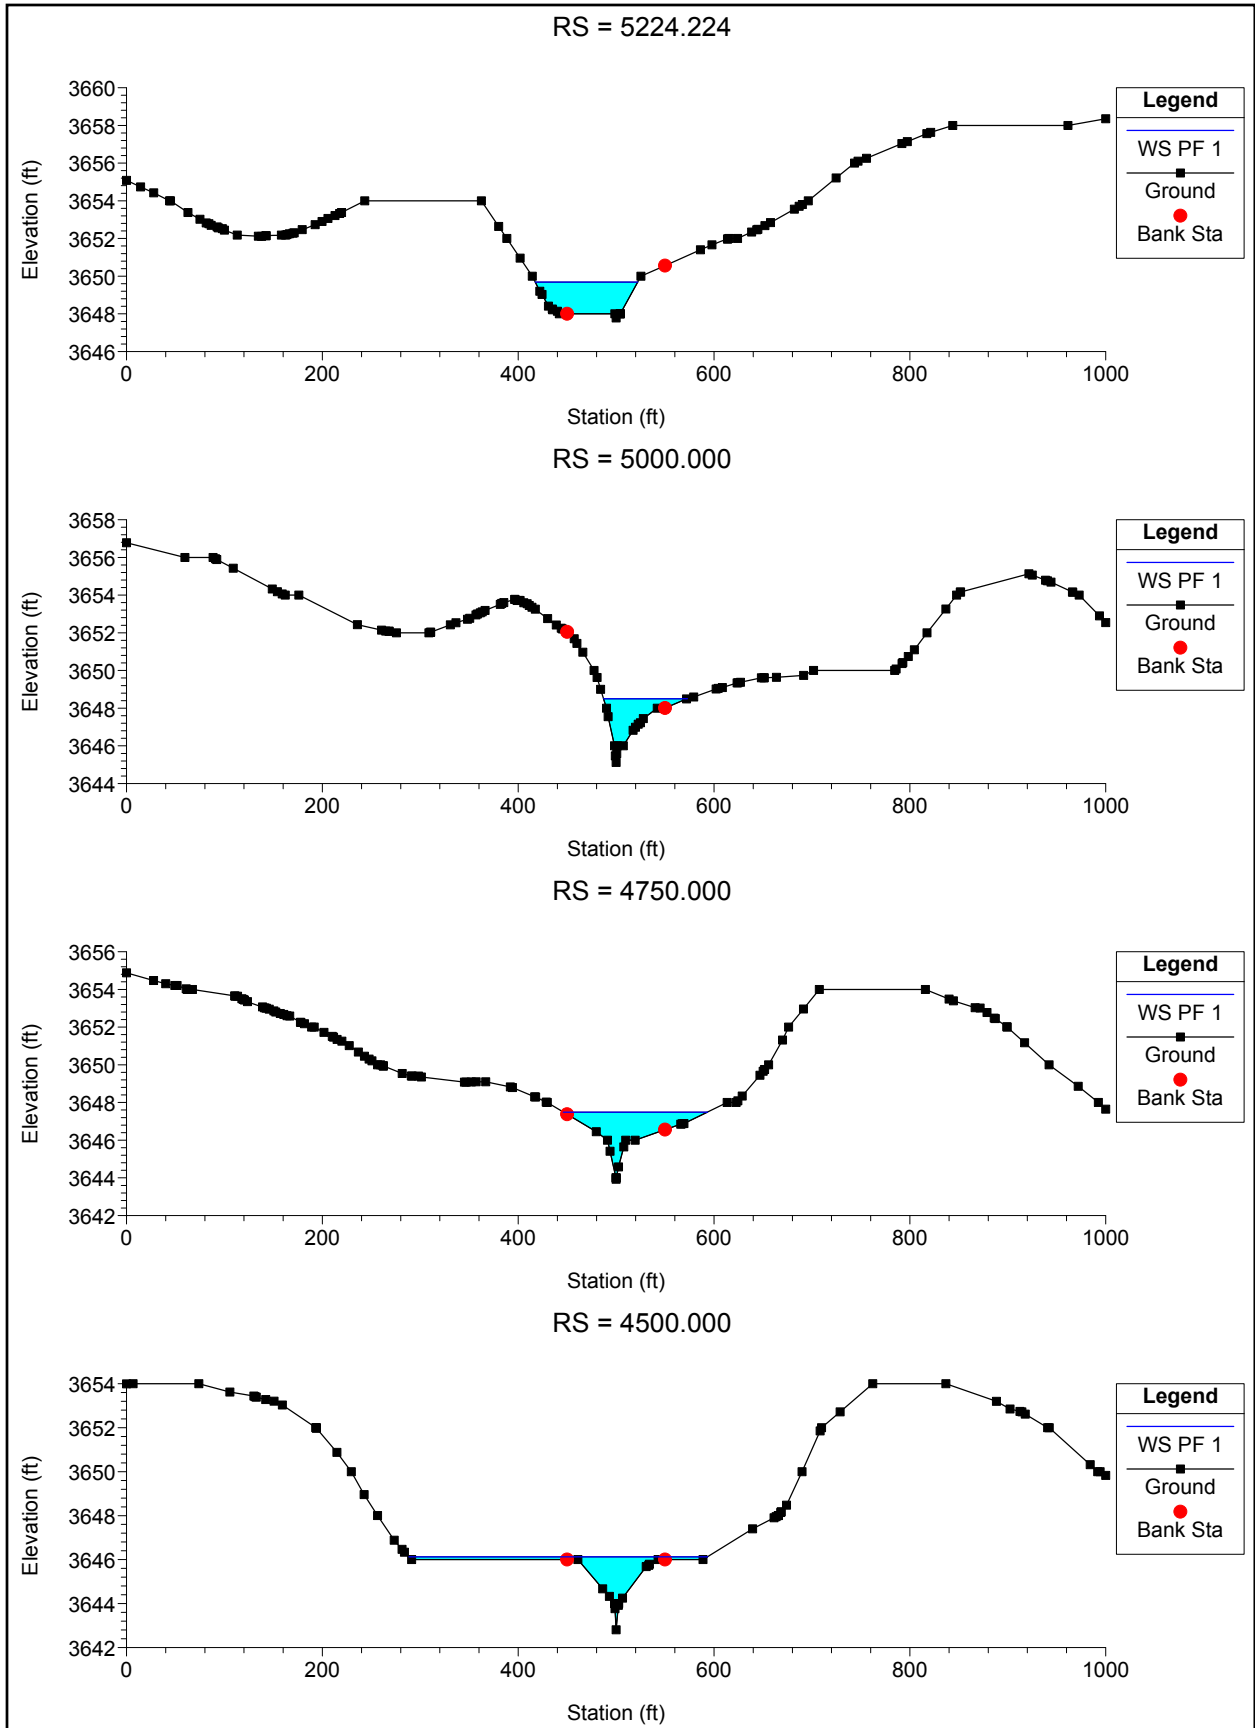 RS = 5224.224
Elevation (ft)
3660
3658
3656
3654
3652
3650
3648
3646
0
200
400
600
800
1000
Station (ft)
Legend
WS PF 1
Ground
Bank Sta
RS = 5000.000
Elevation (ft)
3658
3656
3654
3652
3650
3648
3646
3644
0
200
400
600
800
1000
Station (ft)
Legend
WS PF 1
Ground
Bank Sta
RS = 4750.000
Elevation (ft)
3656
3654
3652
3650
3648
3646
3644
3642
0
200
400
600
800
1000
Station (ft)
Legend
WS PF 1
Ground
Bank Sta
RS = 4500.000
Elevation (ft)
3654
3652
3650
3648
3646
3644
3642
0
200
400
600
800
1000
Station (ft)
Legend
WS PF 1
Ground
Bank Sta